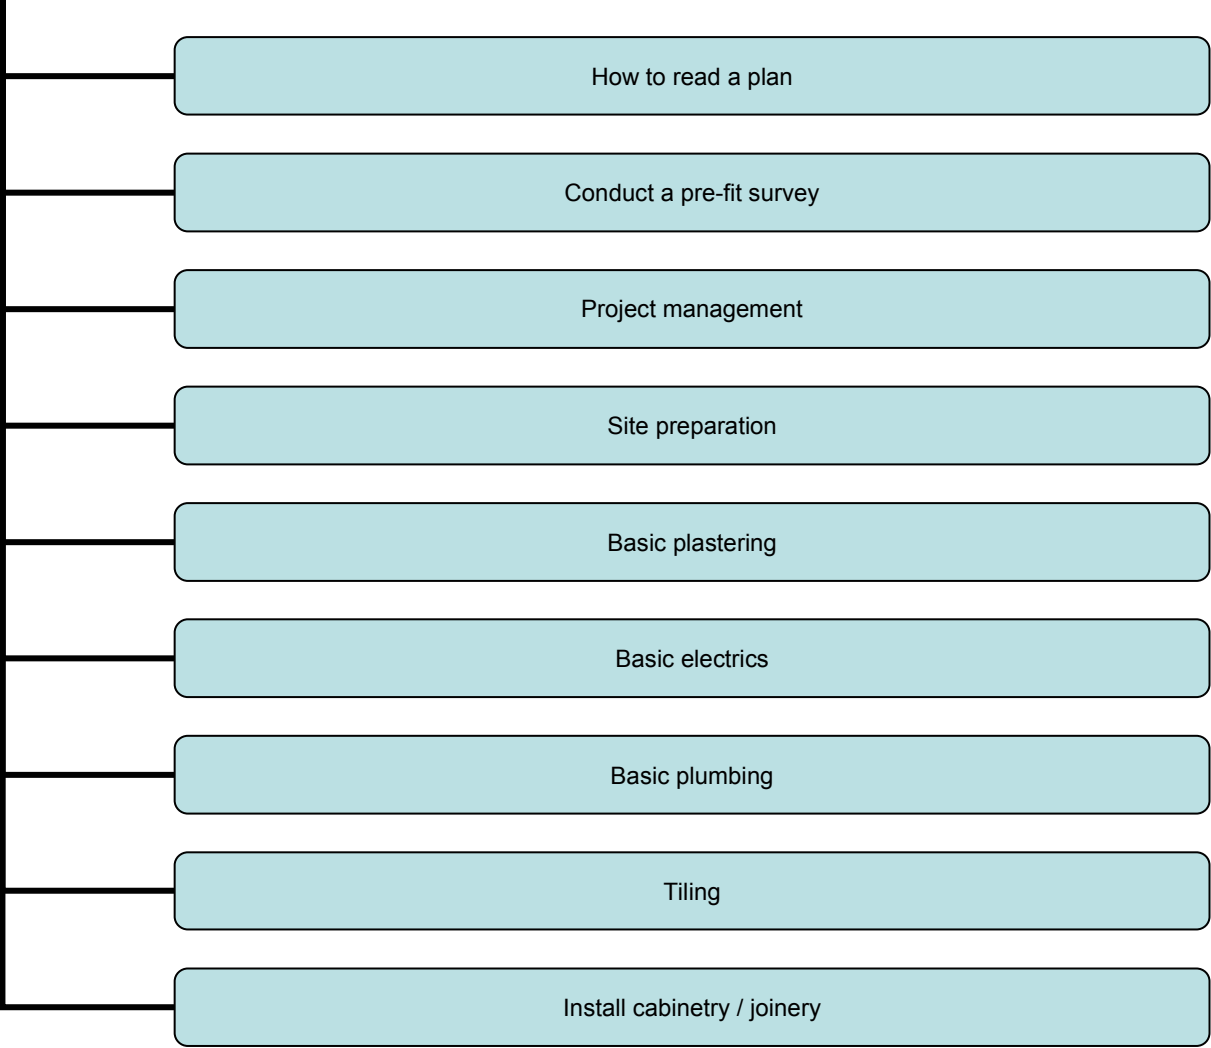 How to read a plan
Conduct a pre-fit survey
Project management
Site preparation
Basic plastering
Basic electrics
Basic plumbing
Tiling
Install cabinetry / joinery